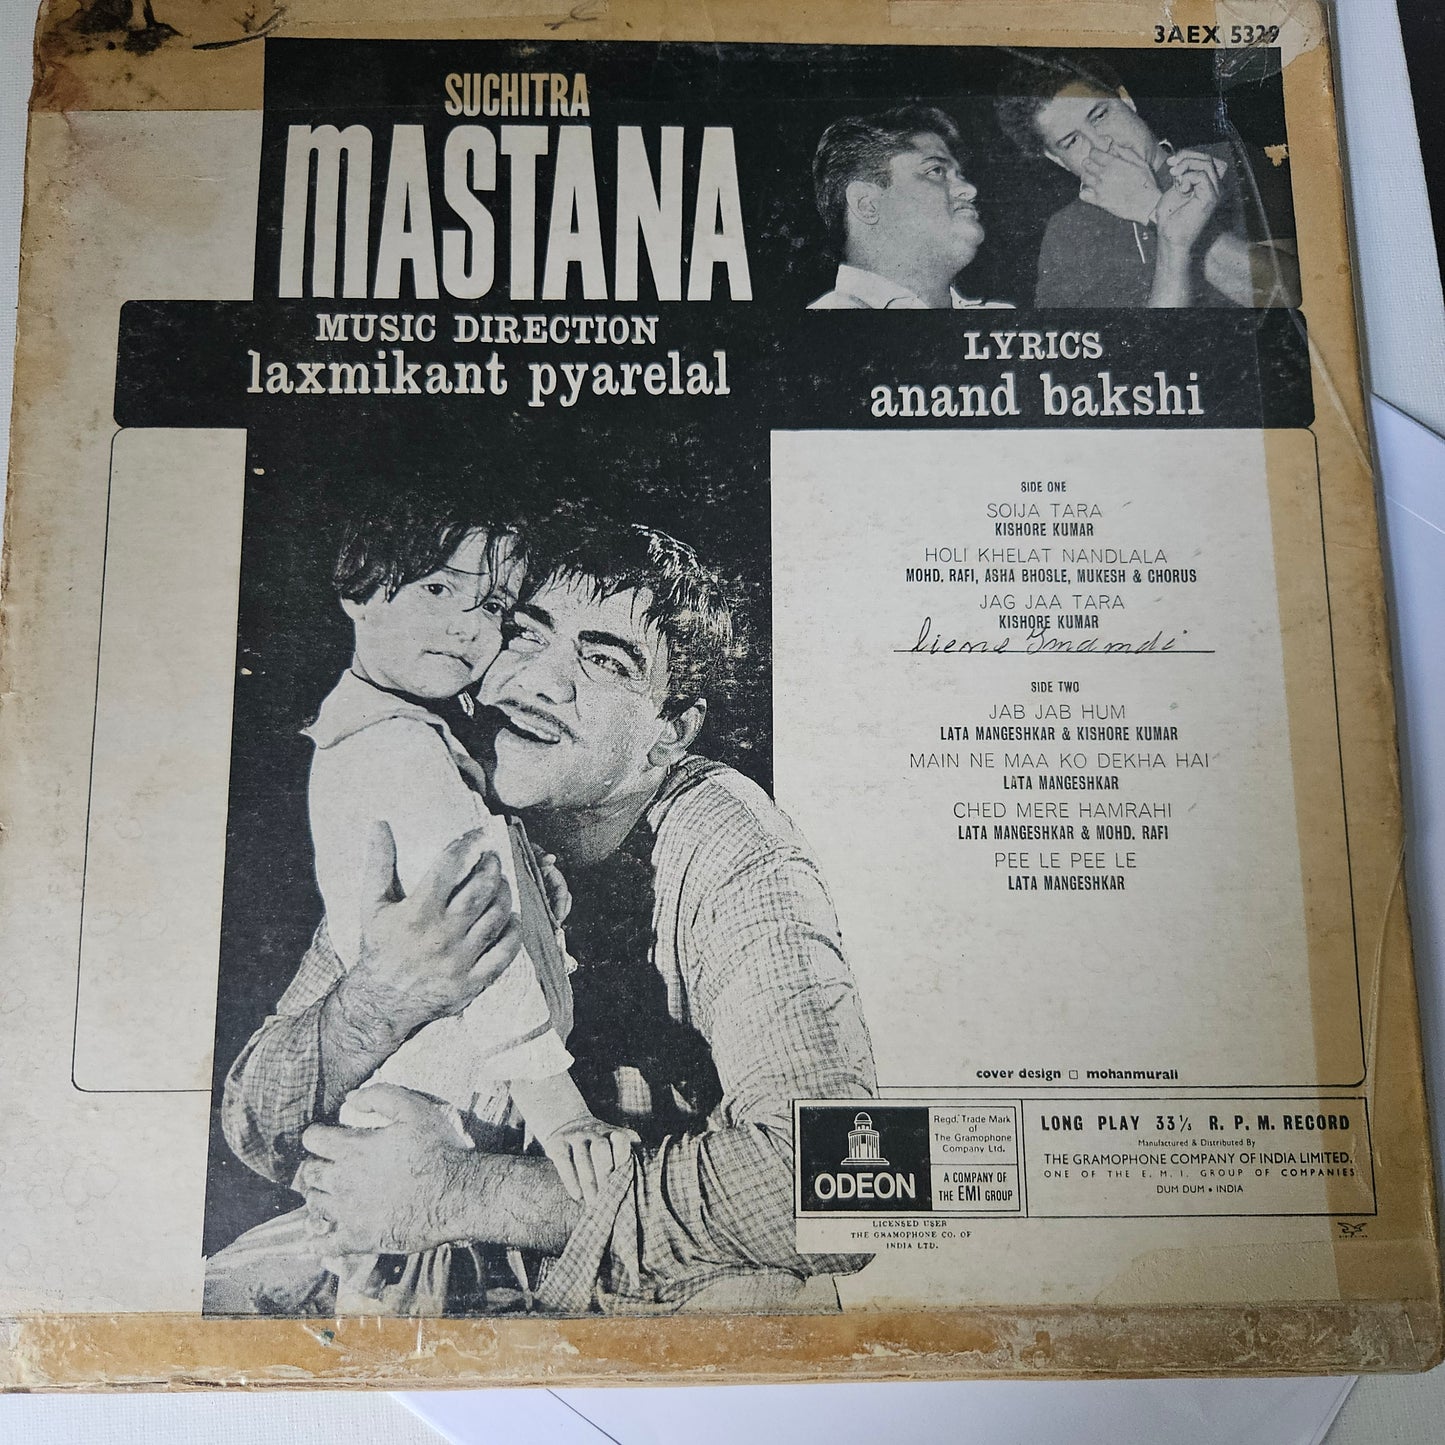 3AEX 5329
SUCHITRA
MASTANA
MUSIC DIRECTION
laxmikant pyarelal
LYRICS
anand bakshi
SIDE ONE
SOIJA TARA
KISHORE KUMAR
HOLI KHELAT NANDLALA
MOHD. RAFI, ASHA BHOSLE, MUKESH & CHORUS
JAG JAA TARA
KISHORE KUMAR
SIDE TWO
JAB JAB HUM
LATA MANGESHKAR & KISHORE KUMAR
MAIN NE MAA KO DEKHA HAI
LATA MANGESHKAR
CHED MERE HAMRAHI
LATA MANGESHKAR & MOHD. RAFI
PEE LE PEE LE
LATA MANGESHKAR
cover design □ mohanmurali
ODEON
Regd. Trade Mark
of
The Gramophone
Company Ltd.
A COMPANY OF
THE EMI GROUP
LICENSED USER
THE GRAMOPHONE CO. OF
INDIA LTD.
LONG PLAY 33⅓ R. P. M. RECORD
Manufactured & Distributed By
THE GRAMOPHONE COMPANY OF INDIA LIMITED,
ONE OF THE E. M. I. GROUP OF COMPANIES
DUM DUM • INDIA